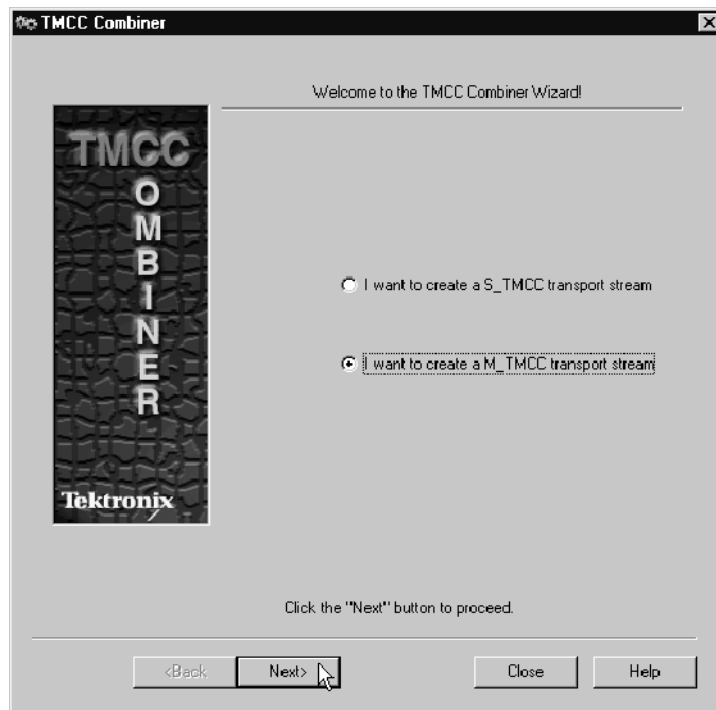 TMCC Combiner
Welcome to the TMCC Combiner Wizard!
TMCC
OMBINER
Tektronix
I want to create a S_TMCC transport stream
I want to create a M_TMCC transport stream
Click the "Next" button to proceed.
<Back
Next>
Close
Help